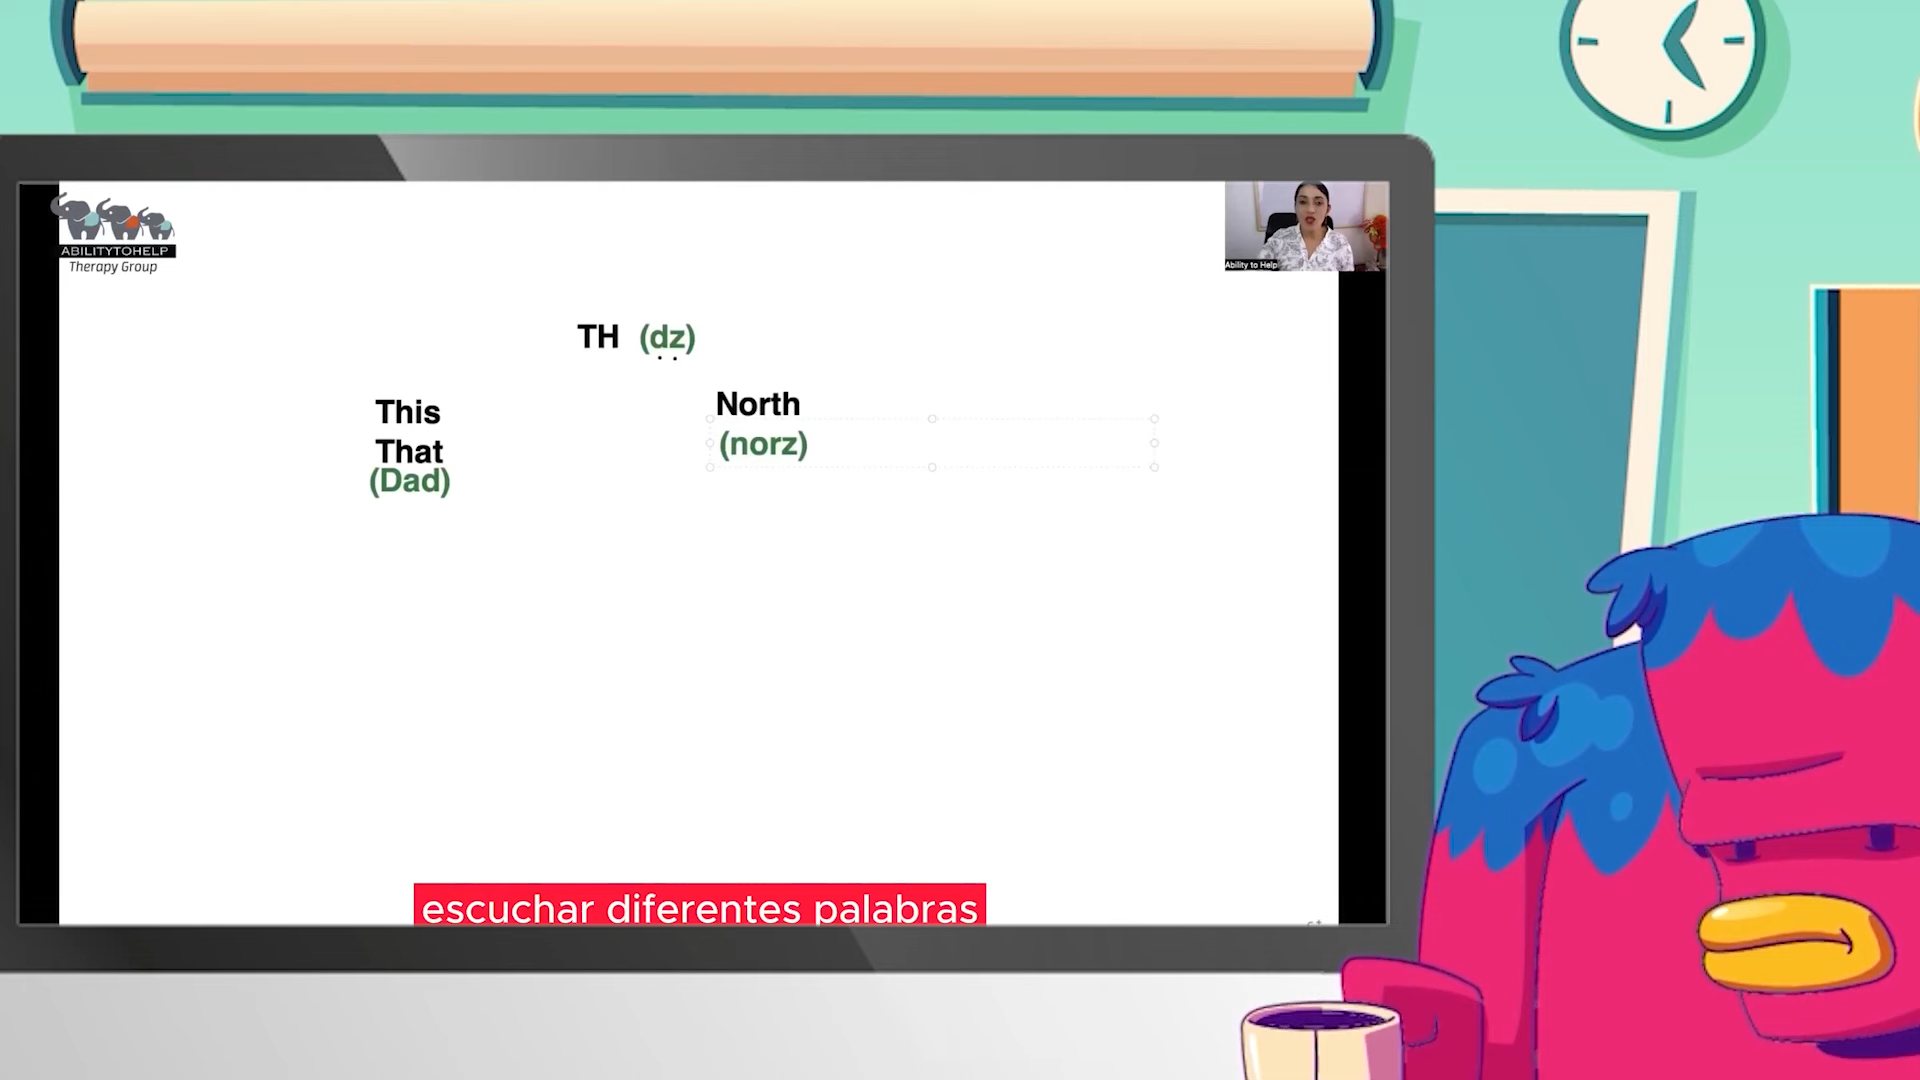 ABILITYTOHELP
Therapy Group
Ability to Help
TH (dz)
This
That
(Dad)
North
(norz)
escuchar diferentes palabras